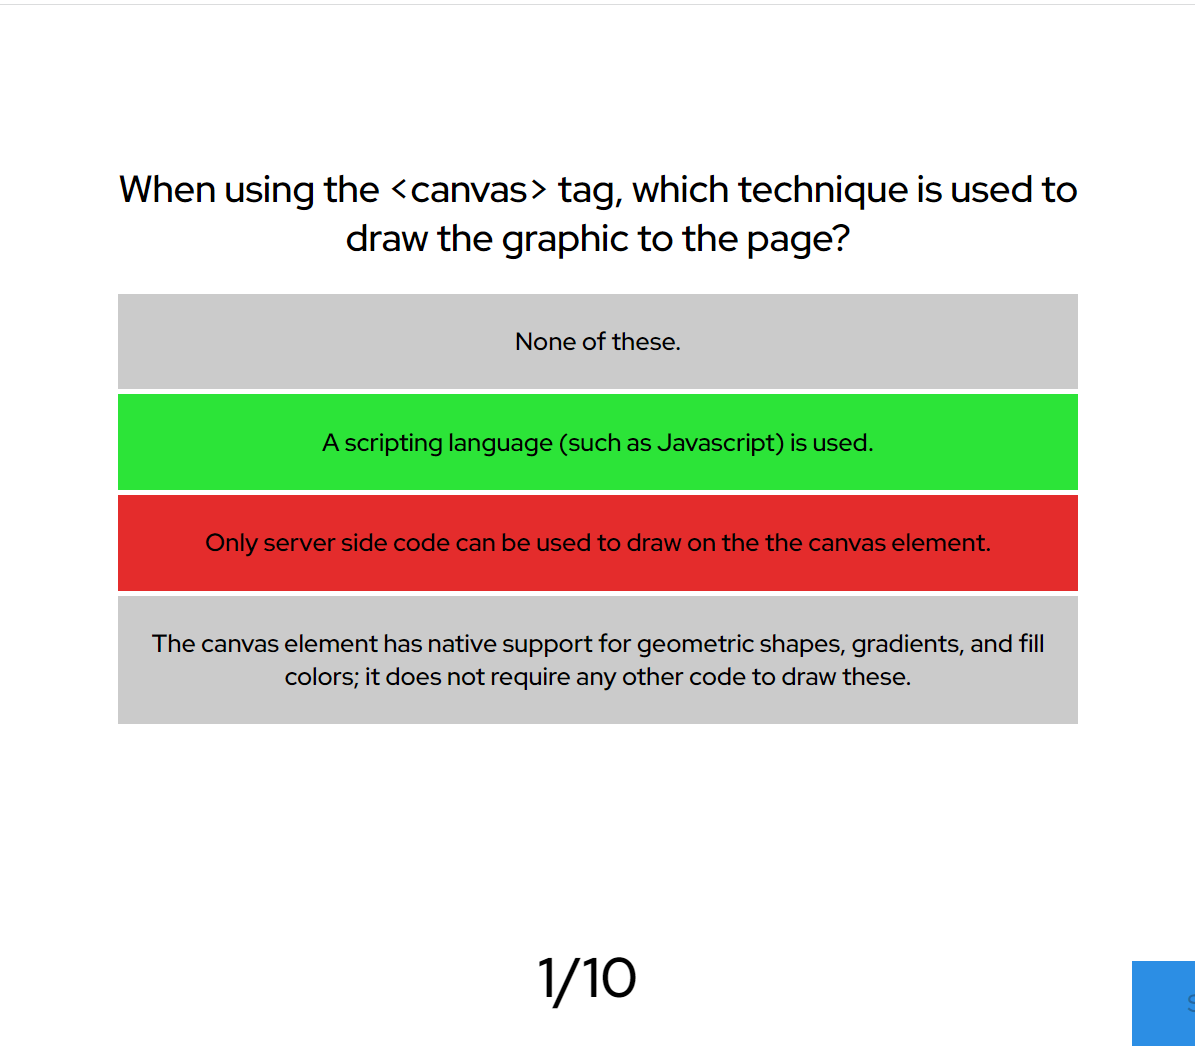 When using the <canvas> tag, which technique is used to
draw the graphic to the page?
None of these.
A scripting language (such as Javascript) is used.
Only server side code can be used to draw on the the canvas element.
The canvas element has native support for geometric shapes, gradients, and fill
colors; it does not require any other code to draw these.
1/10